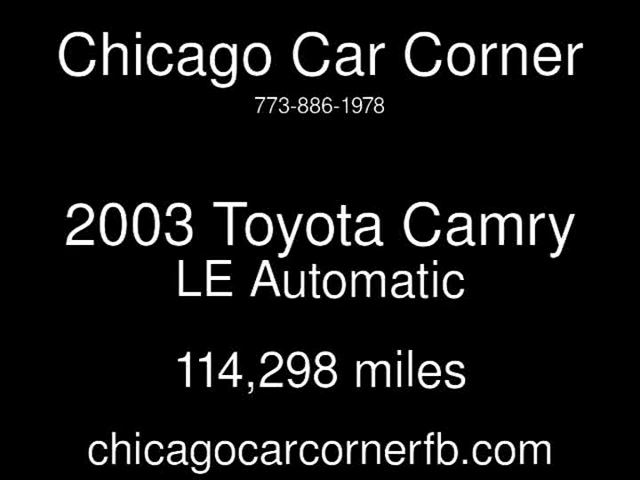 Chicago Car Corner
773-886-1978
2003 Toyota Camry
LE Automatic
114,298 miles
chicagocarcornerfb.com